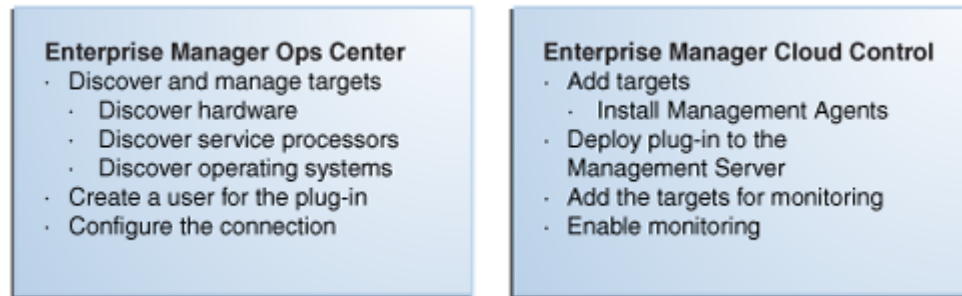 Enterprise Manager Ops Center
· Discover and manage targets
· Discover hardware
· Discover service processors
· Discover operating systems
· Create a user for the plug-in
· Configure the connection
Enterprise Manager Cloud Control
· Add targets
· Install Management Agents
· Deploy plug-in to the
Management Server
· Add the targets for monitoring
· Enable monitoring